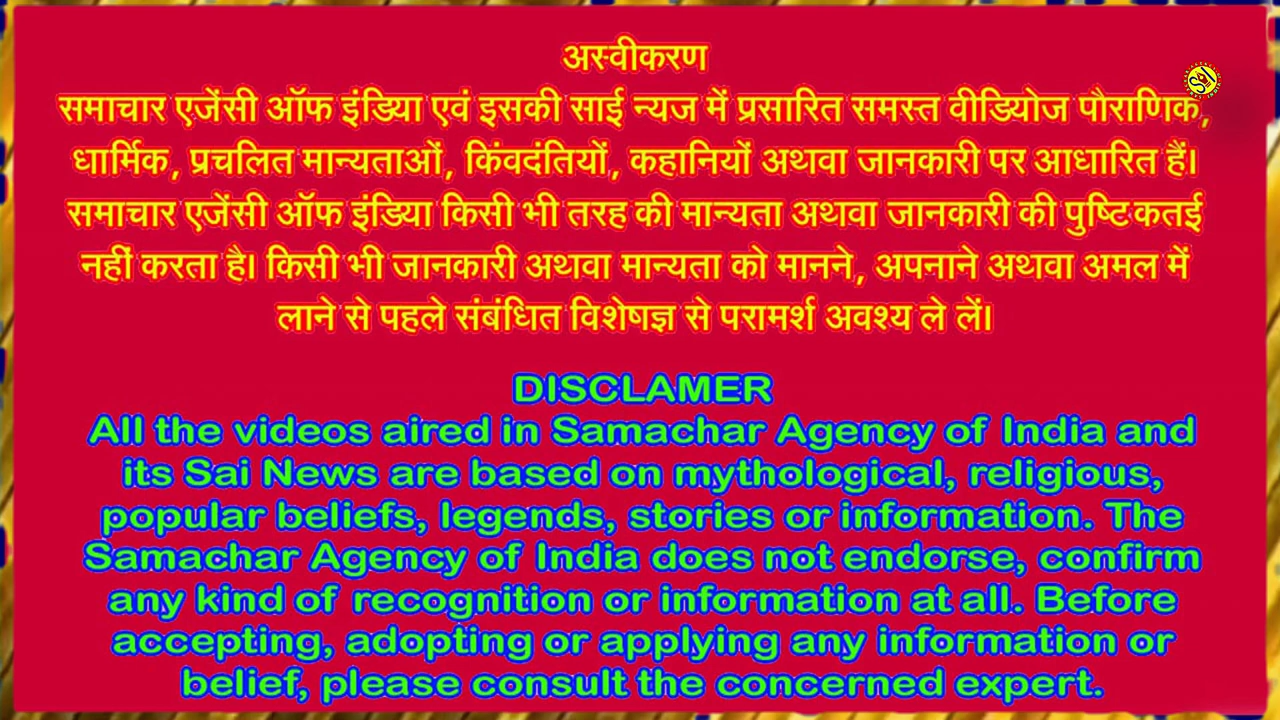 अस्वीकरण
SAI
समाचार एजेंसी ऑफ इंडिया एवं इसकी साई न्यज में प्रसारित समस्त वीडियोज पौराणिक,
धार्मिक, प्रचलित मान्यताओं, किंवदंतियों, कहानियों अथवा जानकारी पर आधारित हैं।
समाचार एजेंसी ऑफ इंडिया किसी भी तरह की मान्यता अथवा जानकारी की पुष्टि कतई
नहीं करता है। किसी भी जानकारी अथवा मान्यता को मानने, अपनाने अथवा अमल में
लाने से पहले संबंधित विशेषज्ञ से परामर्श अवश्य ले लें।
DISCLAMER
All the videos aired in Samachar Agency of India and
its Sai News are based on mythological, religious,
popular beliefs, legends, stories or information. The
Samachar Agency of India does not endorse, confirm
any kind of recognition or information at all. Before
accepting, adopting or applying any information or
belief, please consult the concerned expert.